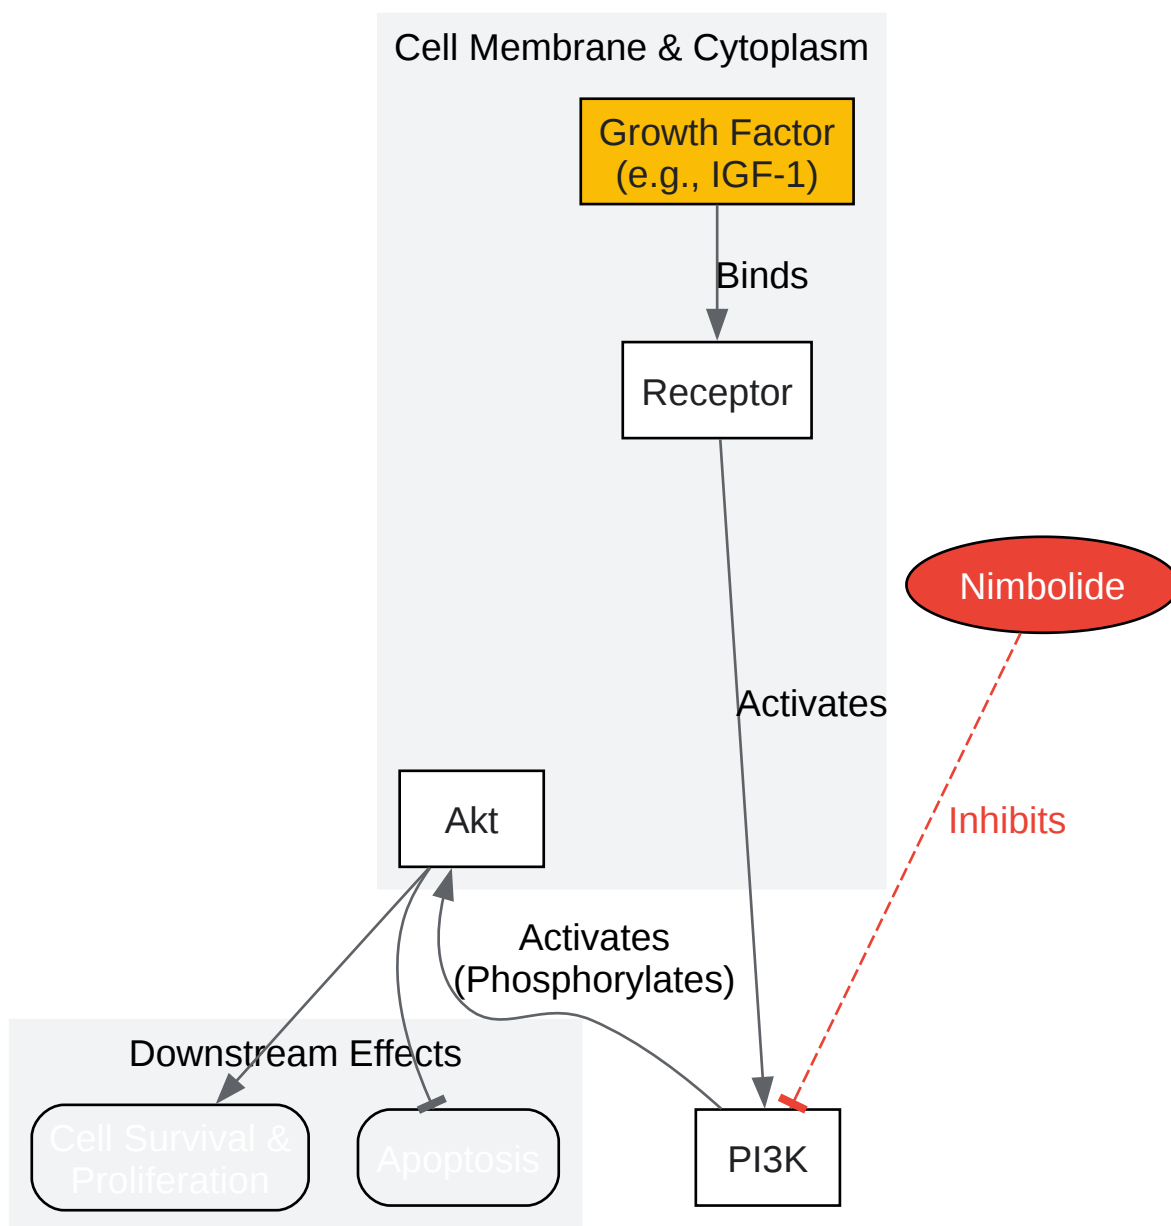 Cell Membrane & Cytoplasm
Growth Factor
(e.g., IGF-1)
Binds
Receptor
Nimbolide
Activates
Akt
Inhibits
Activates
(Phosphorylates)
Downstream Effects
Cell Survival &
Proliferation
Apoptosis
PI3K